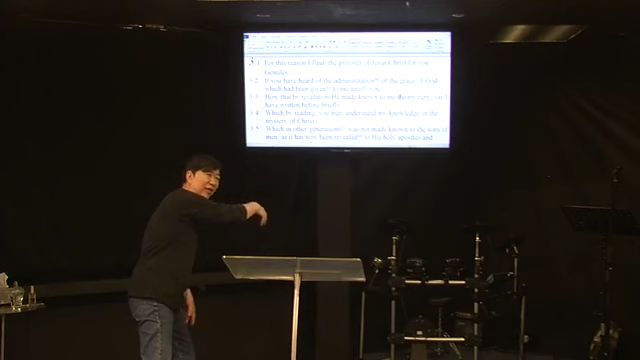 3 1 For this reason I Paul, the prisoner of Jesus Christ for you
Gentiles
3 2 If you have heard of the administration of the grace of God
which had been given to me
3 3 How that by revelation He made known to me the mystery
have written before briefly
3 4 Which by reading, you may understand my knowledge in the
mystery of Christ
3 5 Which in other generations was not made known to the sons of
men, as it has now been revealed to His holy apostles and